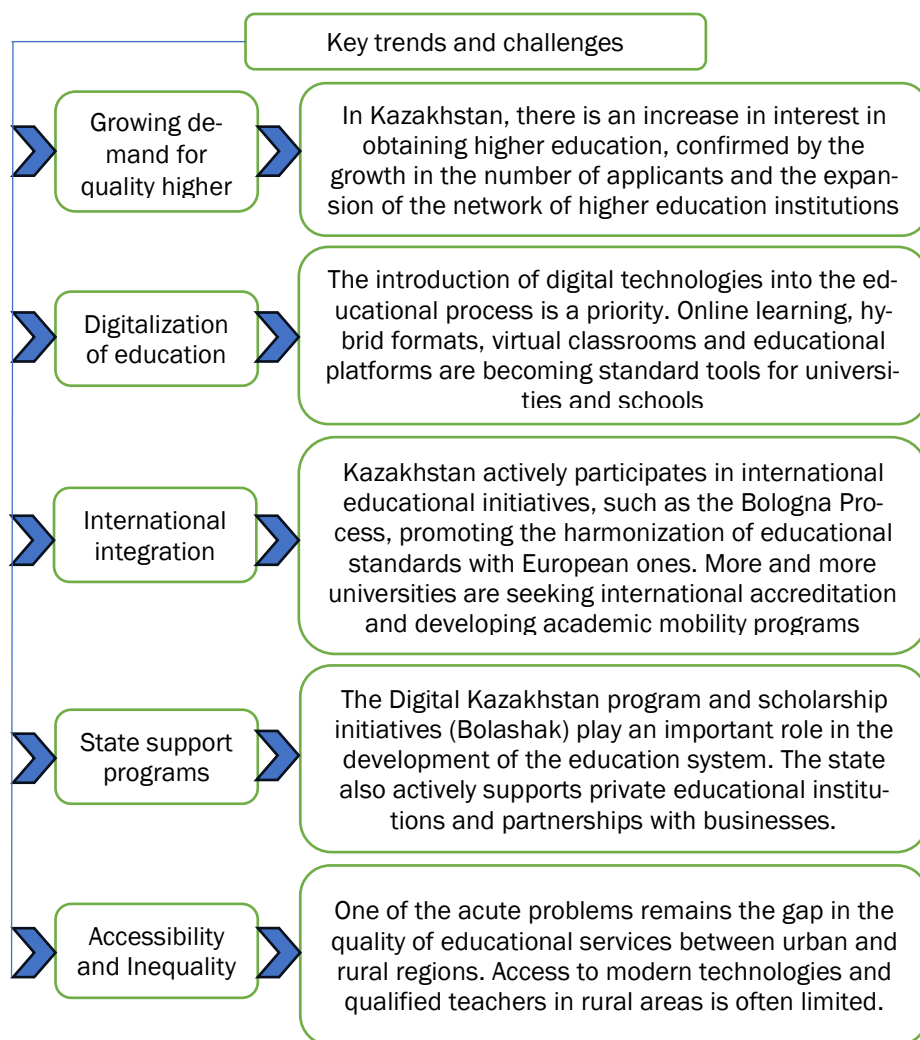 Key trends and challenges
Growing de-
mand for
quality higher
In Kazakhstan, there is an increase in interest in
obtaining higher education, confirmed by the
growth in the number of applicants and the expan-
sion of the network of higher education institutions
Digitalization
of education
The introduction of digital technologies into the ed-
ucational process is a priority. Online learning, hy-
brid formats, virtual classrooms and educational
platforms are becoming standard tools for universi-
ties and schools
International
integration
Kazakhstan actively participates in international
educational initiatives, such as the Bologna Pro-
cess, promoting the harmonization of educational
standards with European ones. More and more
universities are seeking international accreditation
and developing academic mobility programs
State support
programs
The Digital Kazakhstan program and scholarship
initiatives (Bolashak) play an important role in the
development of the education system. The state
also actively supports private educational institu-
tions and partnerships with businesses.
Accessibility
and Inequality
One of the acute problems remains the gap in the
quality of educational services between urban and
rural regions. Access to modern technologies and
qualified teachers in rural areas is often limited.